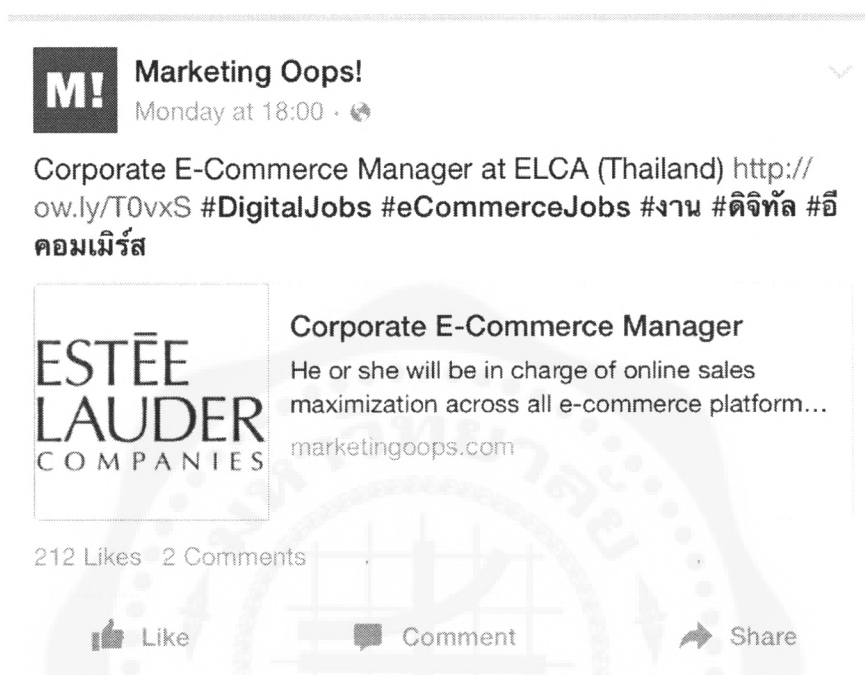 M!
Marketing Oops!
Monday at 18:00 ·
Corporate E-Commerce Manager at ELCA (Thailand) http://
ow.ly/T0vxS #DigitalJobs #eCommerceJobs #งาน #ดิจิทัล #อี
คอมเมิร์ส
ESTĒE
LAUDER
COMPANIES
Corporate E-Commerce Manager
He or she will be in charge of online sales
maximization across all e-commerce platform...
marketingoops.com
212 Likes 2 Comments
Like Comment Share